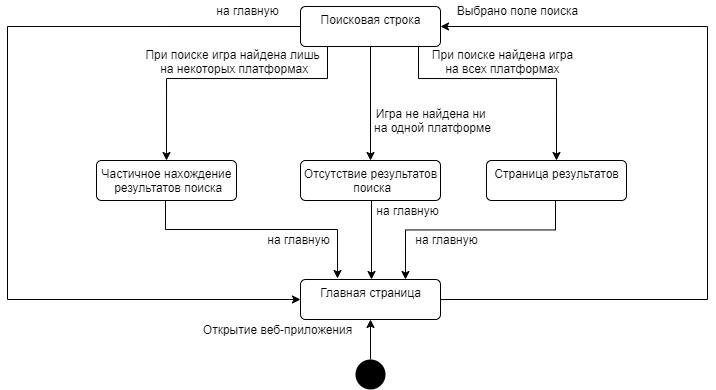 на главную
Поисковая строка
Выбрано поле поиска
При поиске игра найдена лишь
на некоторых платформах
При поиске найдена игра
на всех платформах
Игра не найдена ни
на одной платформе
Частичное нахождение
результатов поиска
Отсутствие результатов
поиска
Страница результатов
на главную
на главную
на главную
Главная страница
Открытие веб-приложения